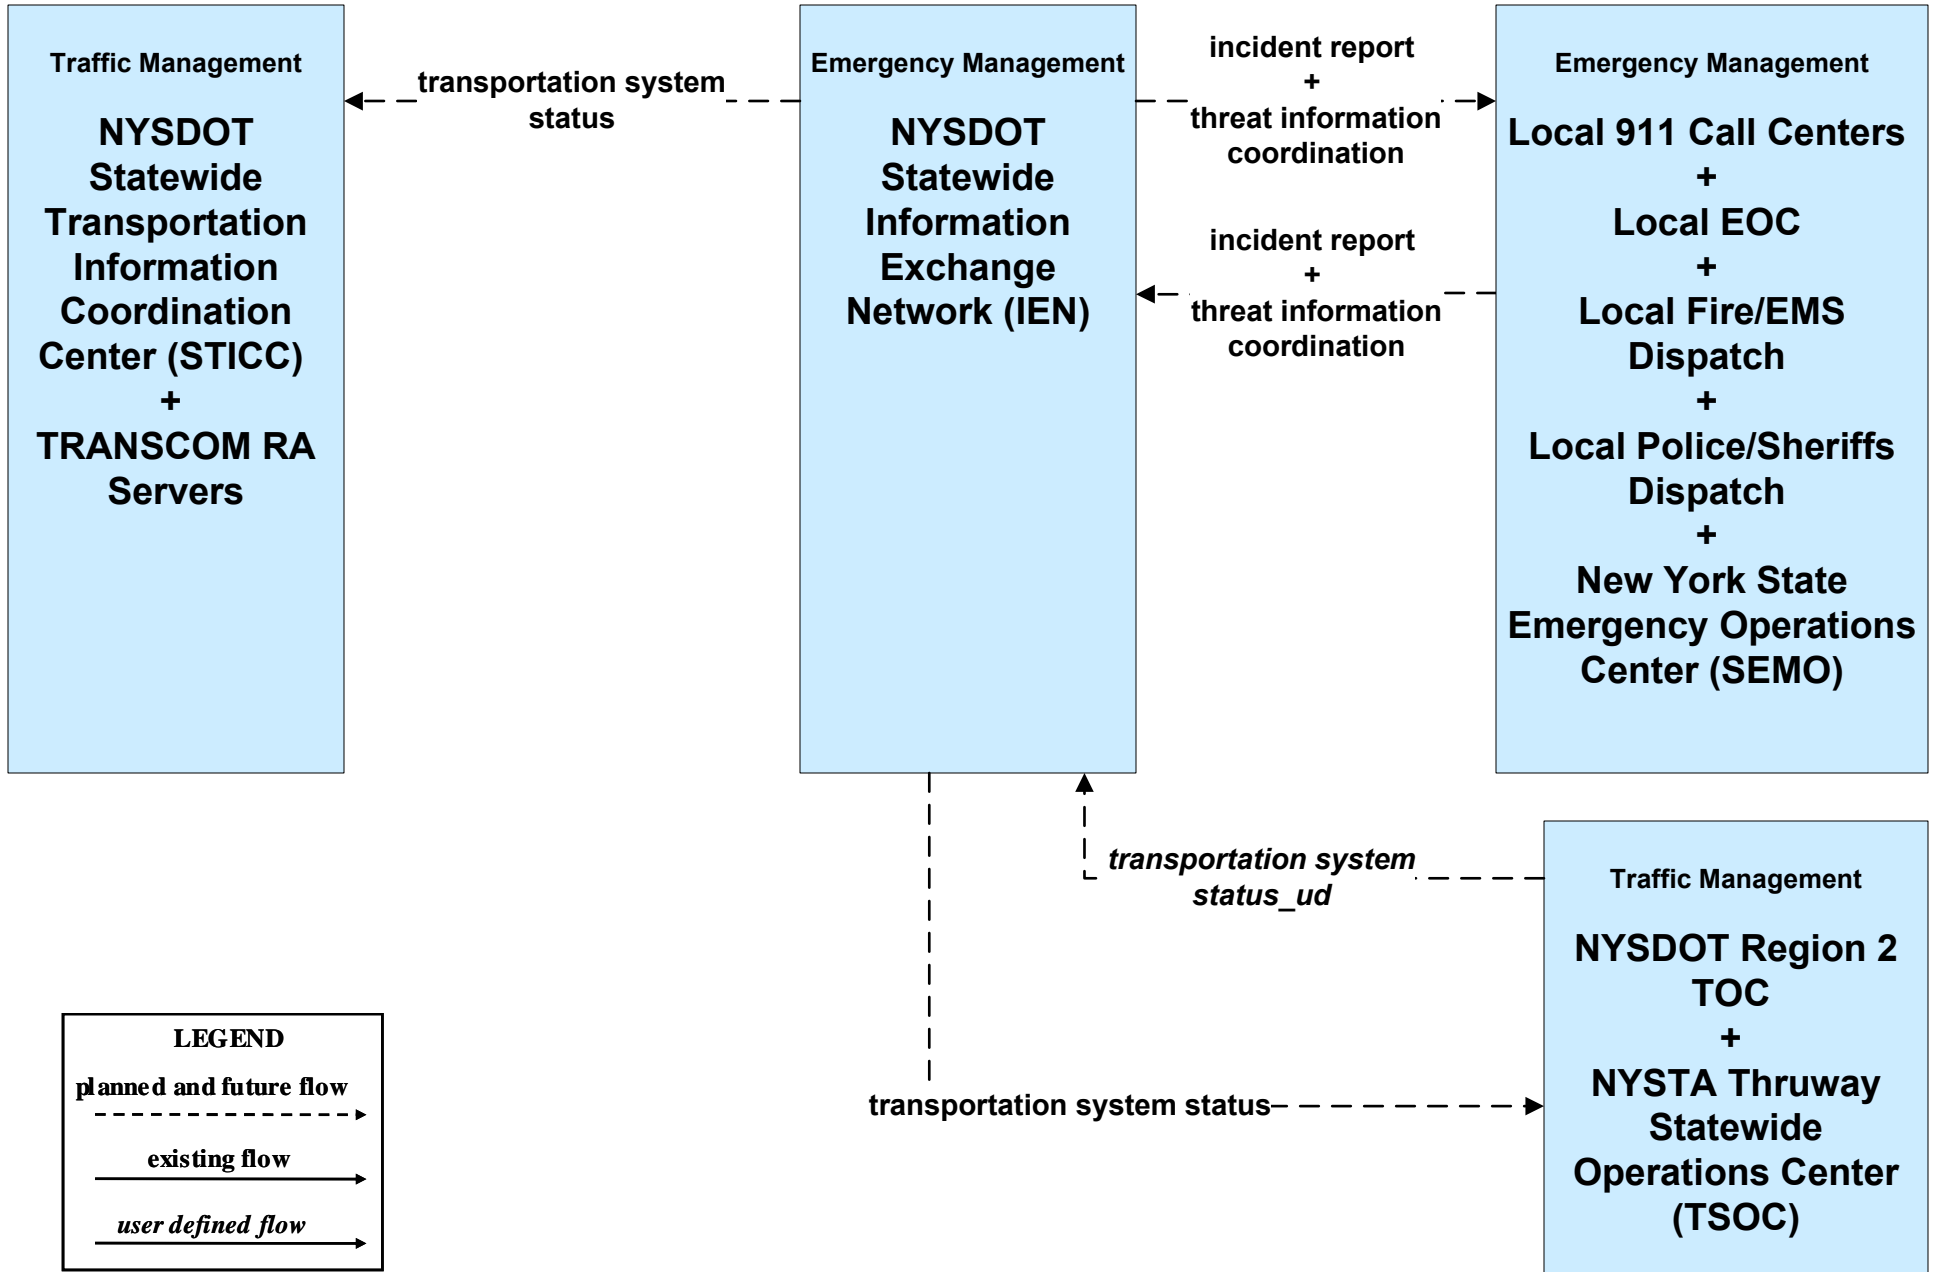 Traffic Management
NYSDOT
Statewide
Transportation
Information
Coordination
Center (STICC)
+
TRANSCOM RA
Servers
transportation system
status
Emergency Management
NYSDOT
Statewide
Information
Exchange
Network (IEN)
incident report
+
threat information
coordination
incident report
+
threat information
coordination
Emergency Management
Local 911 Call Centers
+
Local EOC
+
Local Fire/EMS
Dispatch
+
Local Police/Sheriffs
Dispatch
+
New York State
Emergency Operations
Center (SEMO)
transportation system
status_ud
transportation system status
Traffic Management
NYSDOT Region 2
TOC
+
NYSTA Thruway
Statewide
Operations Center
(TSOC)
LEGEND
planned and future flow
existing flow
user defined flow